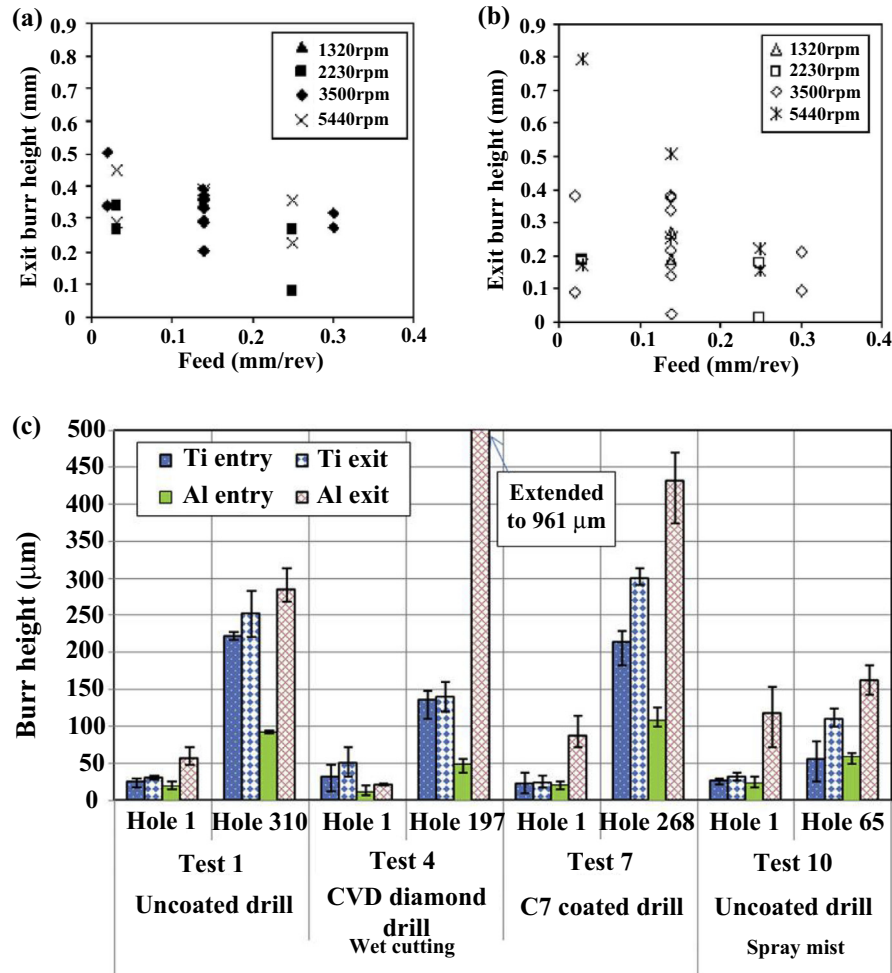 (a)
0.9
0.8
0.7
0.6
0.5
0.4
0.3
0.2
0.1
0
Exit burr height (mm)
1320rpm
2230rpm
3500rpm
5440rpm
0 0.1 0.2 0.3 0.4
Feed (mm/rev)
(b)
0.9
0.8
0.7
0.6
0.5
0.4
0.3
0.2
0.1
0
Exit burr height (mm)
1320rpm
2230rpm
3500rpm
5440rpm
0 0.1 0.2 0.3 0.4
Feed (mm/rev)
(c)
500
450
400
350
300
250
200
150
100
50
0
Burr height (μm)
Ti entry Ti exit
Al entry Al exit
Extended
to 961 μm
Hole 1 Hole 310 Hole 1 Hole 197 Hole 1 Hole 268 Hole 1 Hole 65
Test 1 Test 4 Test 7 Test 10
Uncoated drill CVD diamond drill C7 coated drill Uncoated drill
Wet cutting Spray mist